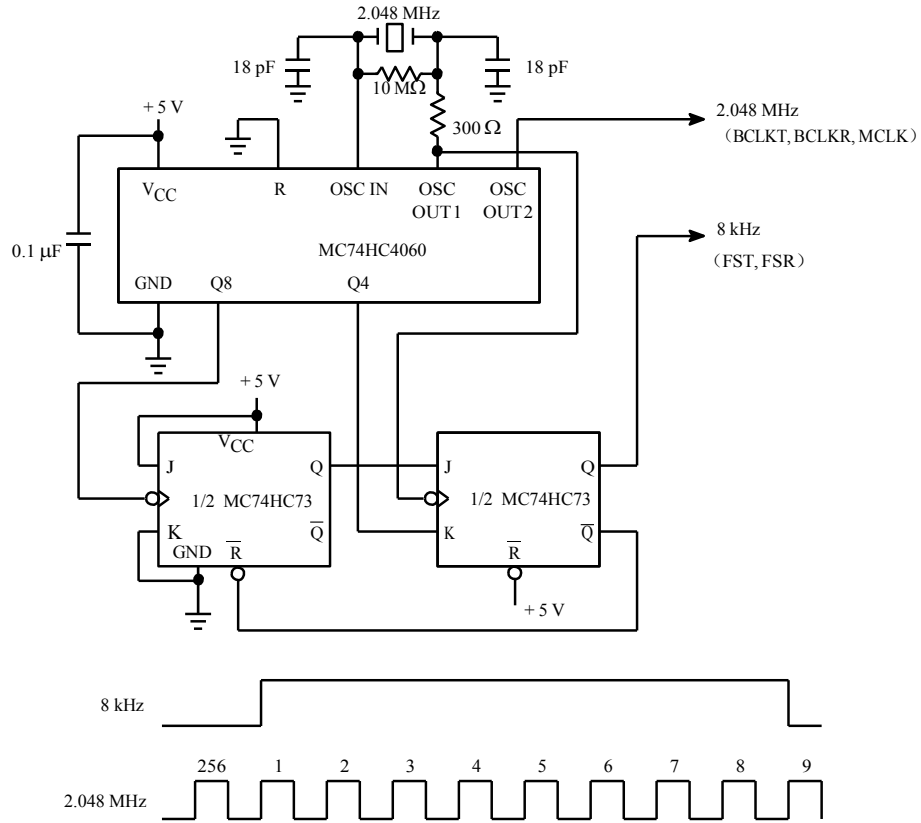 2.048 MHz
18 pF
18 pF
10 MΩ
300 Ω
+ 5 V
2.048 MHz
（BCLKT, BCLKR, MCLK）
VCC
R
OSC IN
OSC
OUT 1
OSC
OUT 2
0.1 μF
MC74HC4060
8 kHz
（FST, FSR）
GND
Q8
Q4
+ 5 V
VCC
J
Q
1/2 MC74HC73
K
Q̅
GND
R̅
J
Q
1/2 MC74HC73
K
Q̅
R̅
+ 5 V
8 kHz
256 1 2 3 4 5 6 7 8 9
2.048 MHz